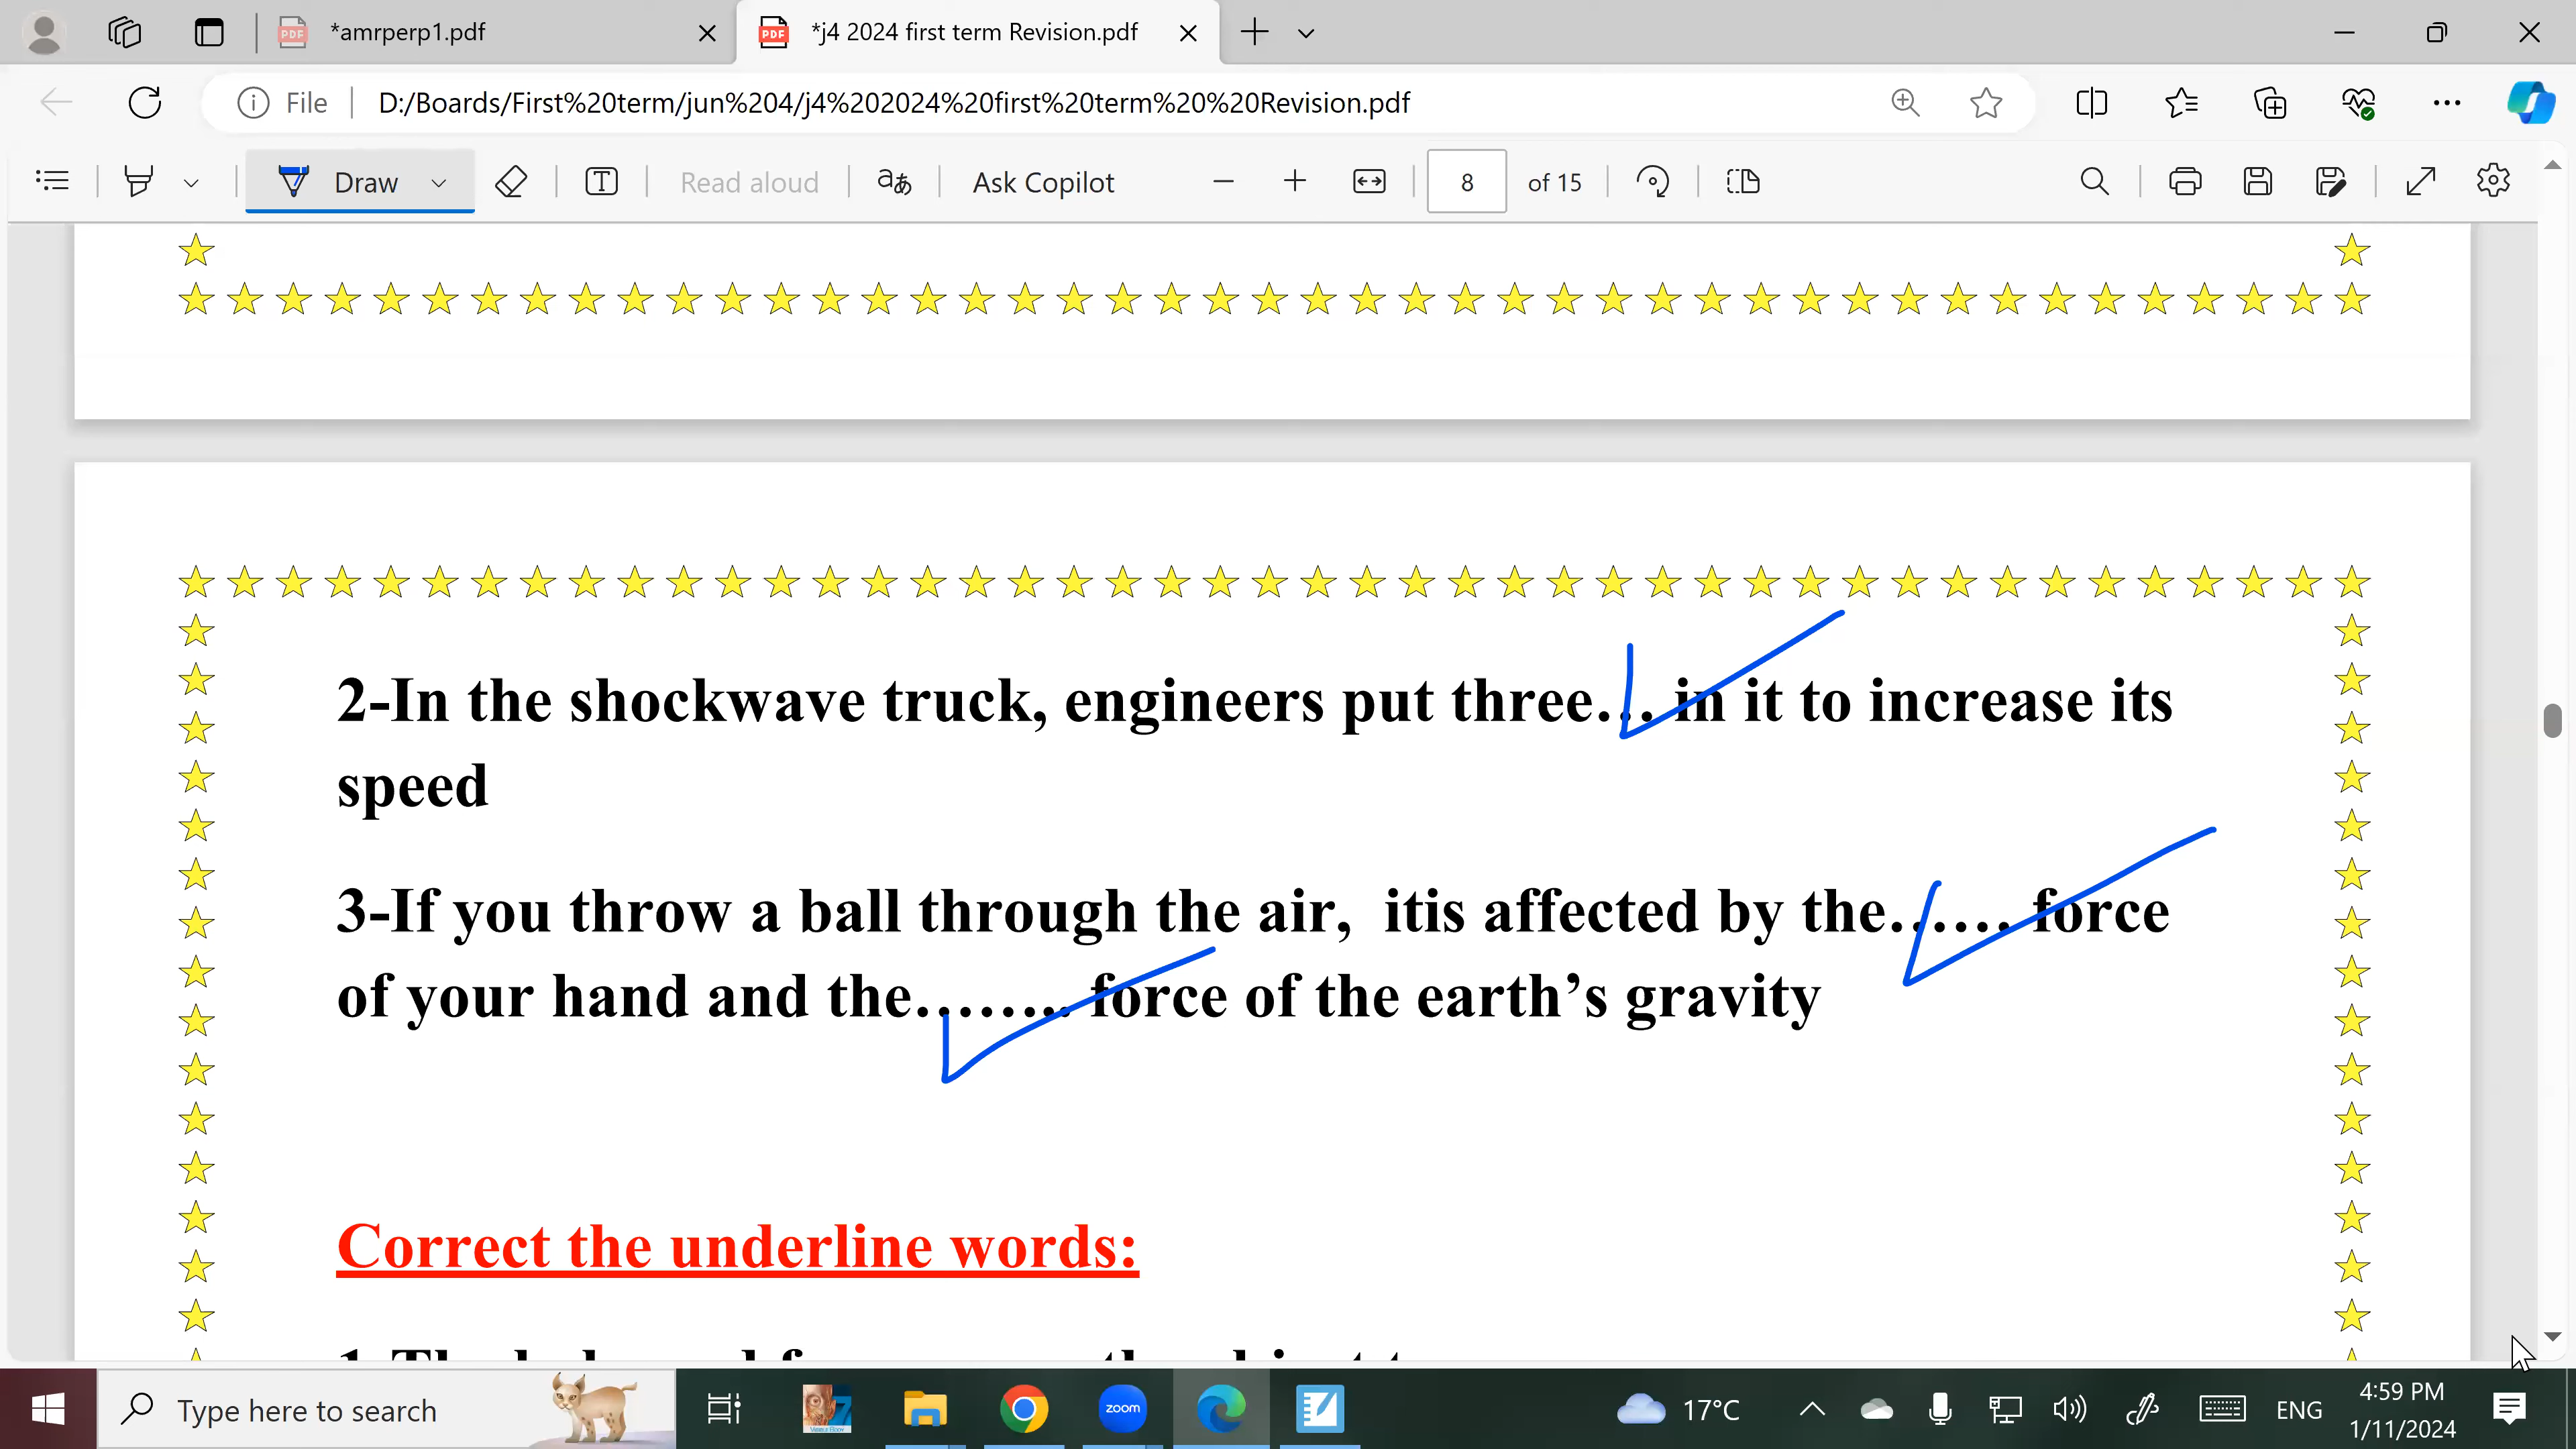 *amrperp1.pdf
*j4 2024 first term Revision.pdf
File
D:/Boards/First%20term/jun%204/j4%202024%20first%20term%20%20Revision.pdf
Draw
Read aloud
Ask Copilot
8
of 15
2-In the shockwave truck, engineers put three… in it to increase its
speed
3-If you throw a ball through the air, itis affected by the…… force
of your hand and the…….. force of the earth’s gravity
Correct the underline words:
Type here to search
zoom
17°C
ENG
4:59 PM
1/11/2024